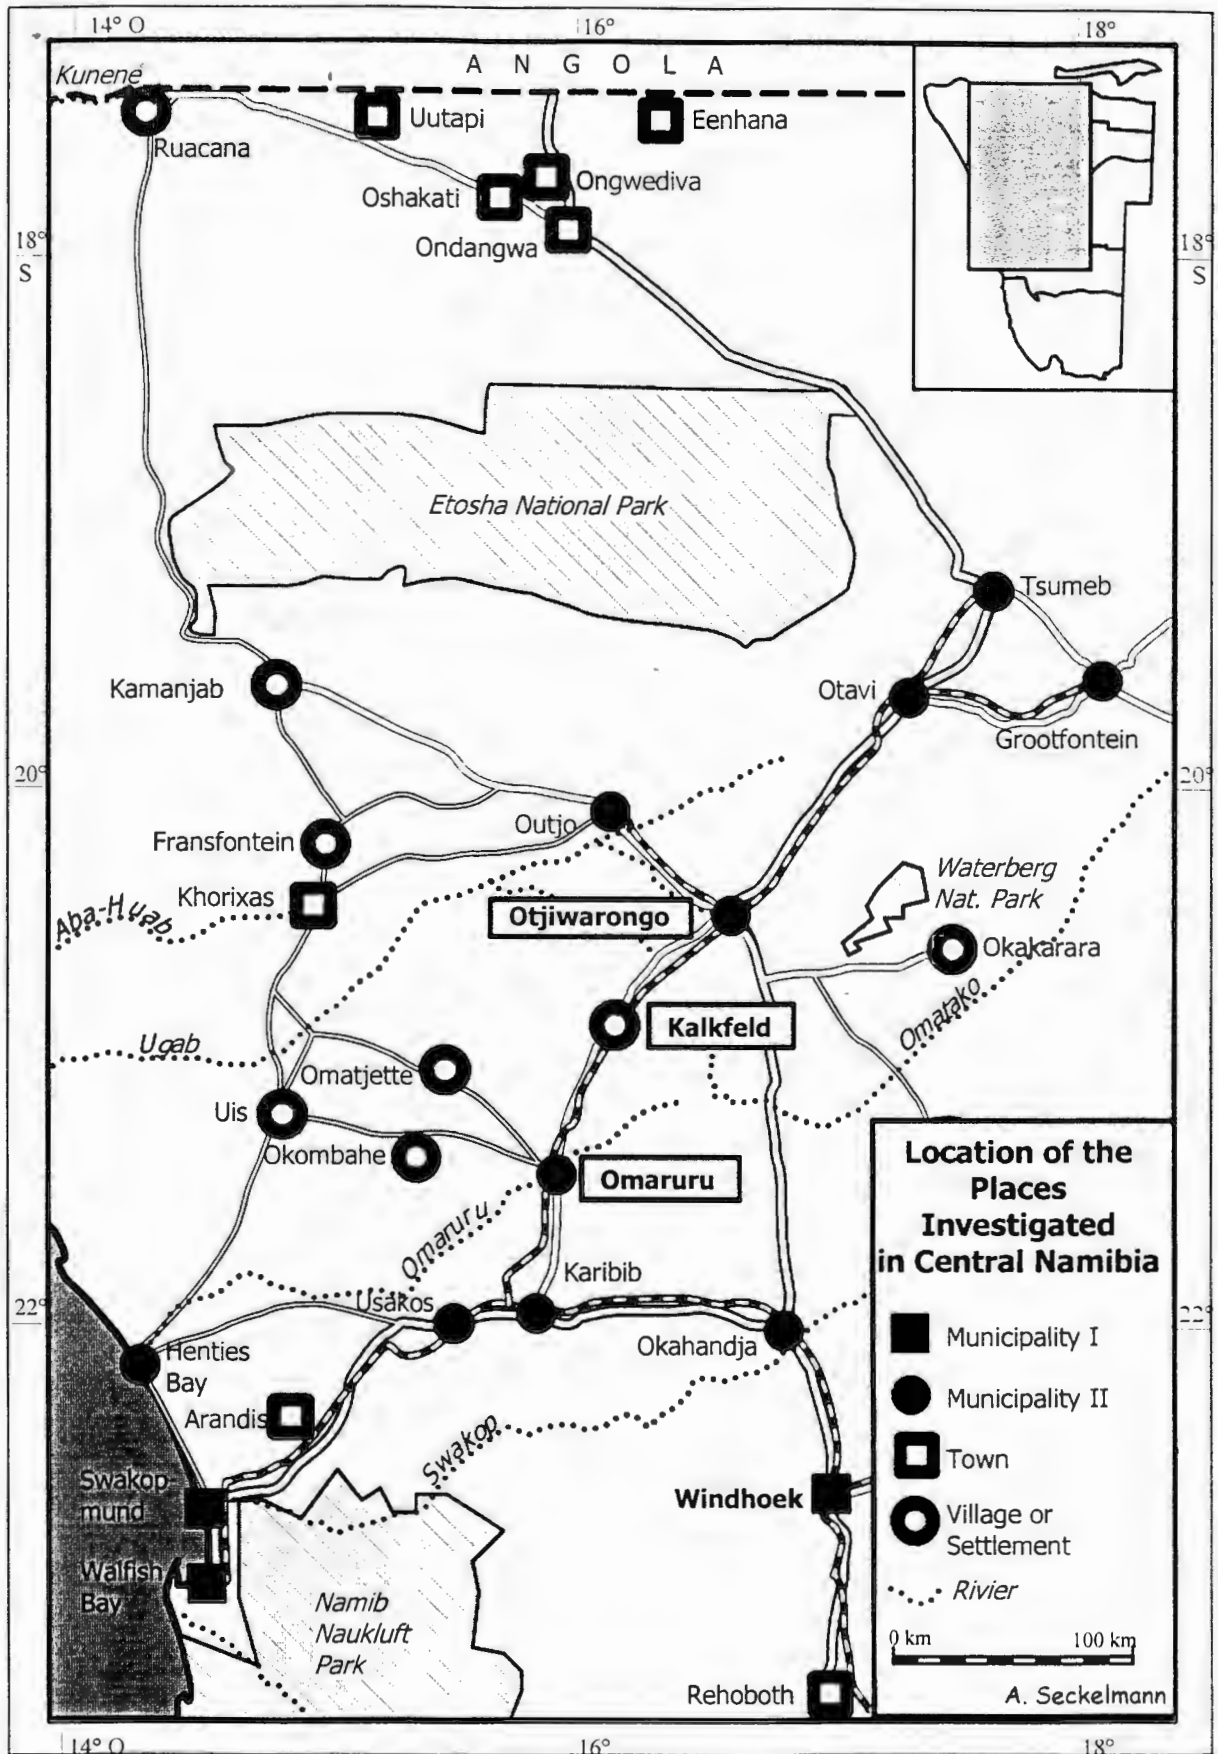 14° O
16°
18°
A N G O L A
Kunene
Ruacana
Uutapi
Eenhana
Ongwediva
Oshakati
Ondangwa
18°
S
18°
S
Etosha National Park
Tsumeb
Kamanjab
Otavi
Grootfontein
20°
20°
Outjo
Fransfontein
Khorixas
Waterberg
Nat. Park
Aba-Huab
Otjiwarongo
Okakarara
Kalkfeld
Omatako
Ugab
Omatjette
Uis
Okombahe
Omaruru
Omaruru
Karibib
Usakos
22°
22°
Okahandja
Henties
Bay
Arandis
Swakop
Swakop-
mund
Windhoek
Walfish
Bay
Namib
Naukluft
Park
Rehoboth
Location of the
Places
Investigated
in Central Namibia
Municipality I
Municipality II
Town
Village or
Settlement
Rivier
0 km
100 km
A. Seckelmann
14° O
16°
18°